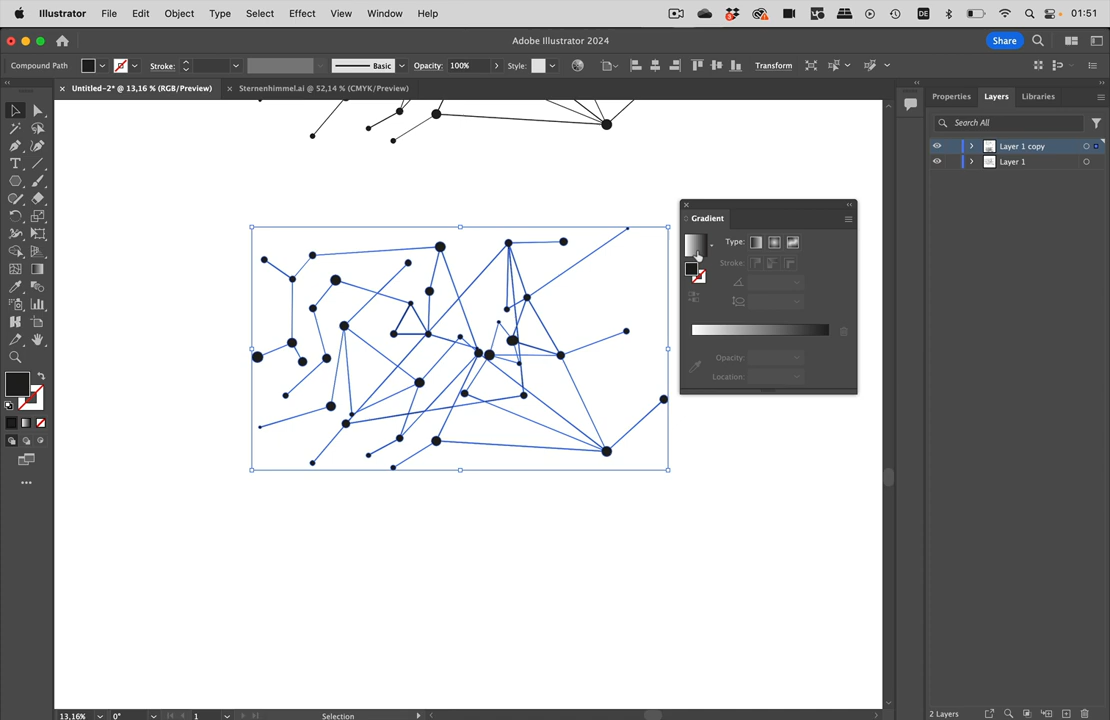 Illustrator File Edit Object Type Select Effect View Window Help DE 01:51
Adobe Illustrator 2024 Share
Compound Path Stroke: Basic Opacity: 100% Style: Transform
× Untitled-2* @ 13,16 % (RGB/Preview) × Sternenhimmel.ai @ 52,14 % (CMYK/Preview)
Properties Layers Libraries
Search All
Layer 1 copy
Layer 1
Gradient
Type:
Stroke:
Opacity:
Location:
13,16% 0° 1 Selection
2 Layers